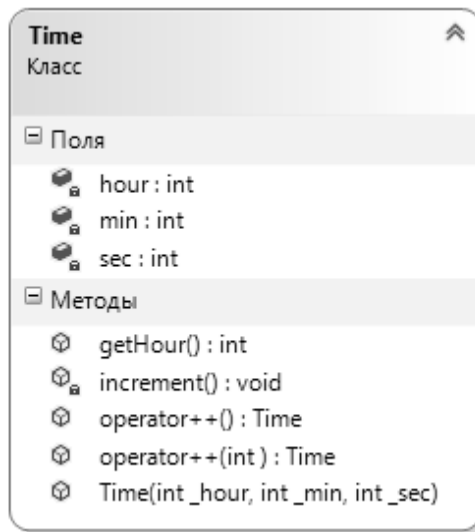 Time
Класс
Поля
hour : int
min : int
sec : int
Методы
getHour() : int
increment() : void
operator++() : Time
operator++(int ) : Time
Time(int _hour, int _min, int _sec)